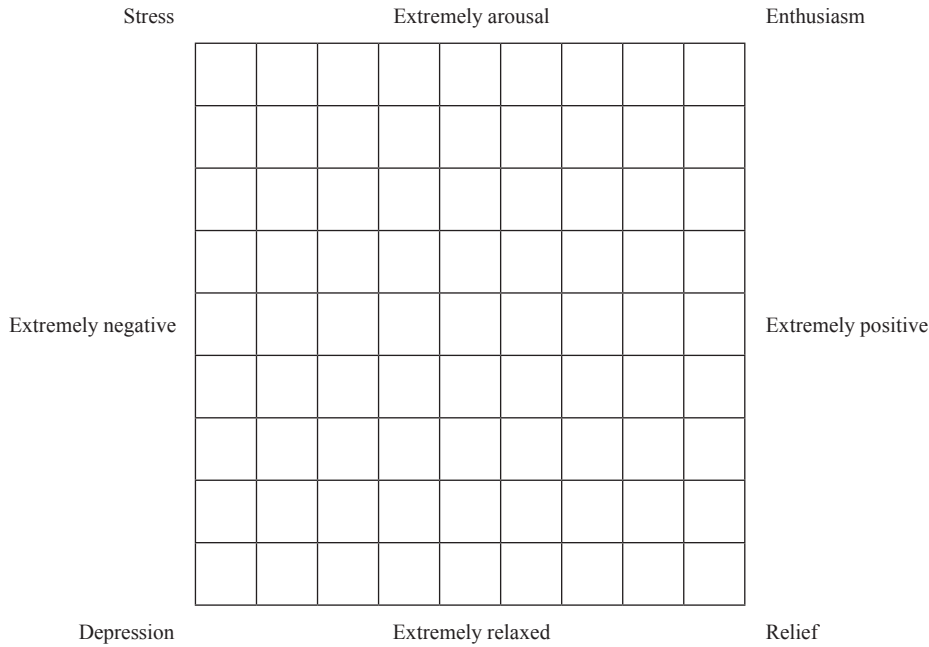 Stress Extremely arousal Enthusiasm
Extremely negative Extremely positive
Depression Extremely relaxed Relief